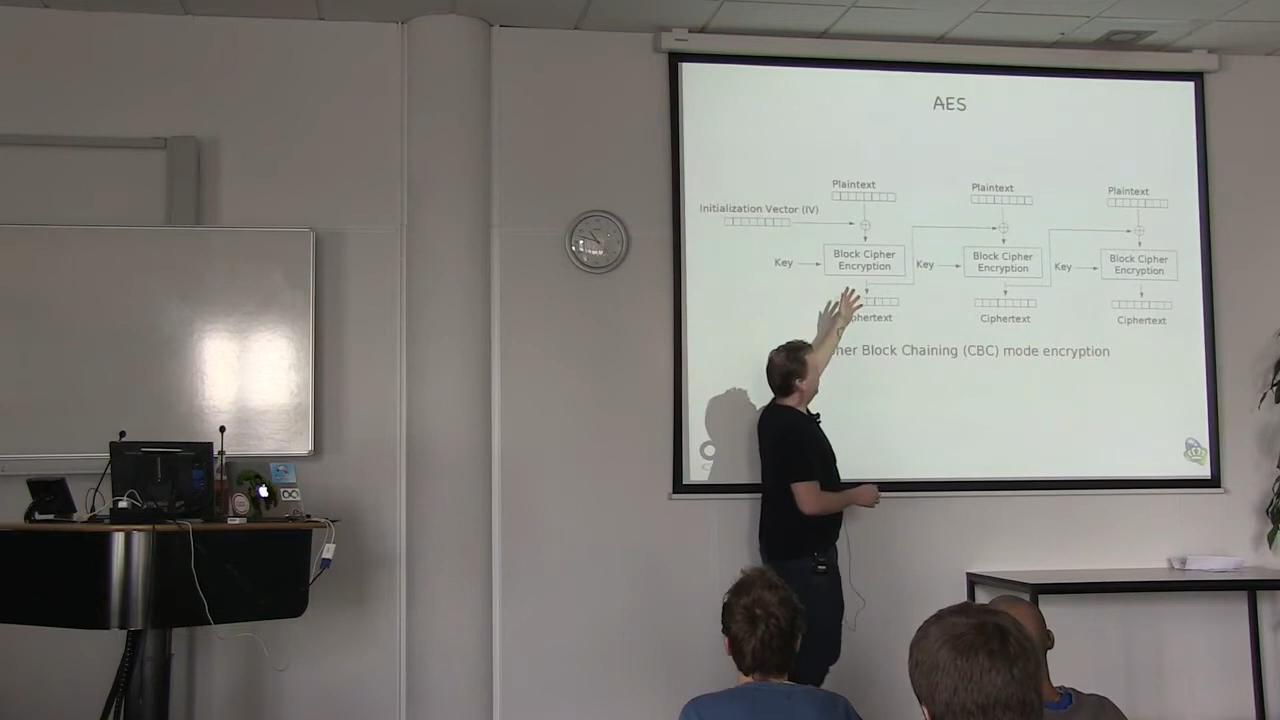 AES
Plaintext
Plaintext
Plaintext
Initialization Vector (IV)
Key
Block Cipher
Encryption
Key
Block Cipher
Encryption
Key
Block Cipher
Encryption
phertext
Ciphertext
Ciphertext
her Block Chaining (CBC) mode encryption